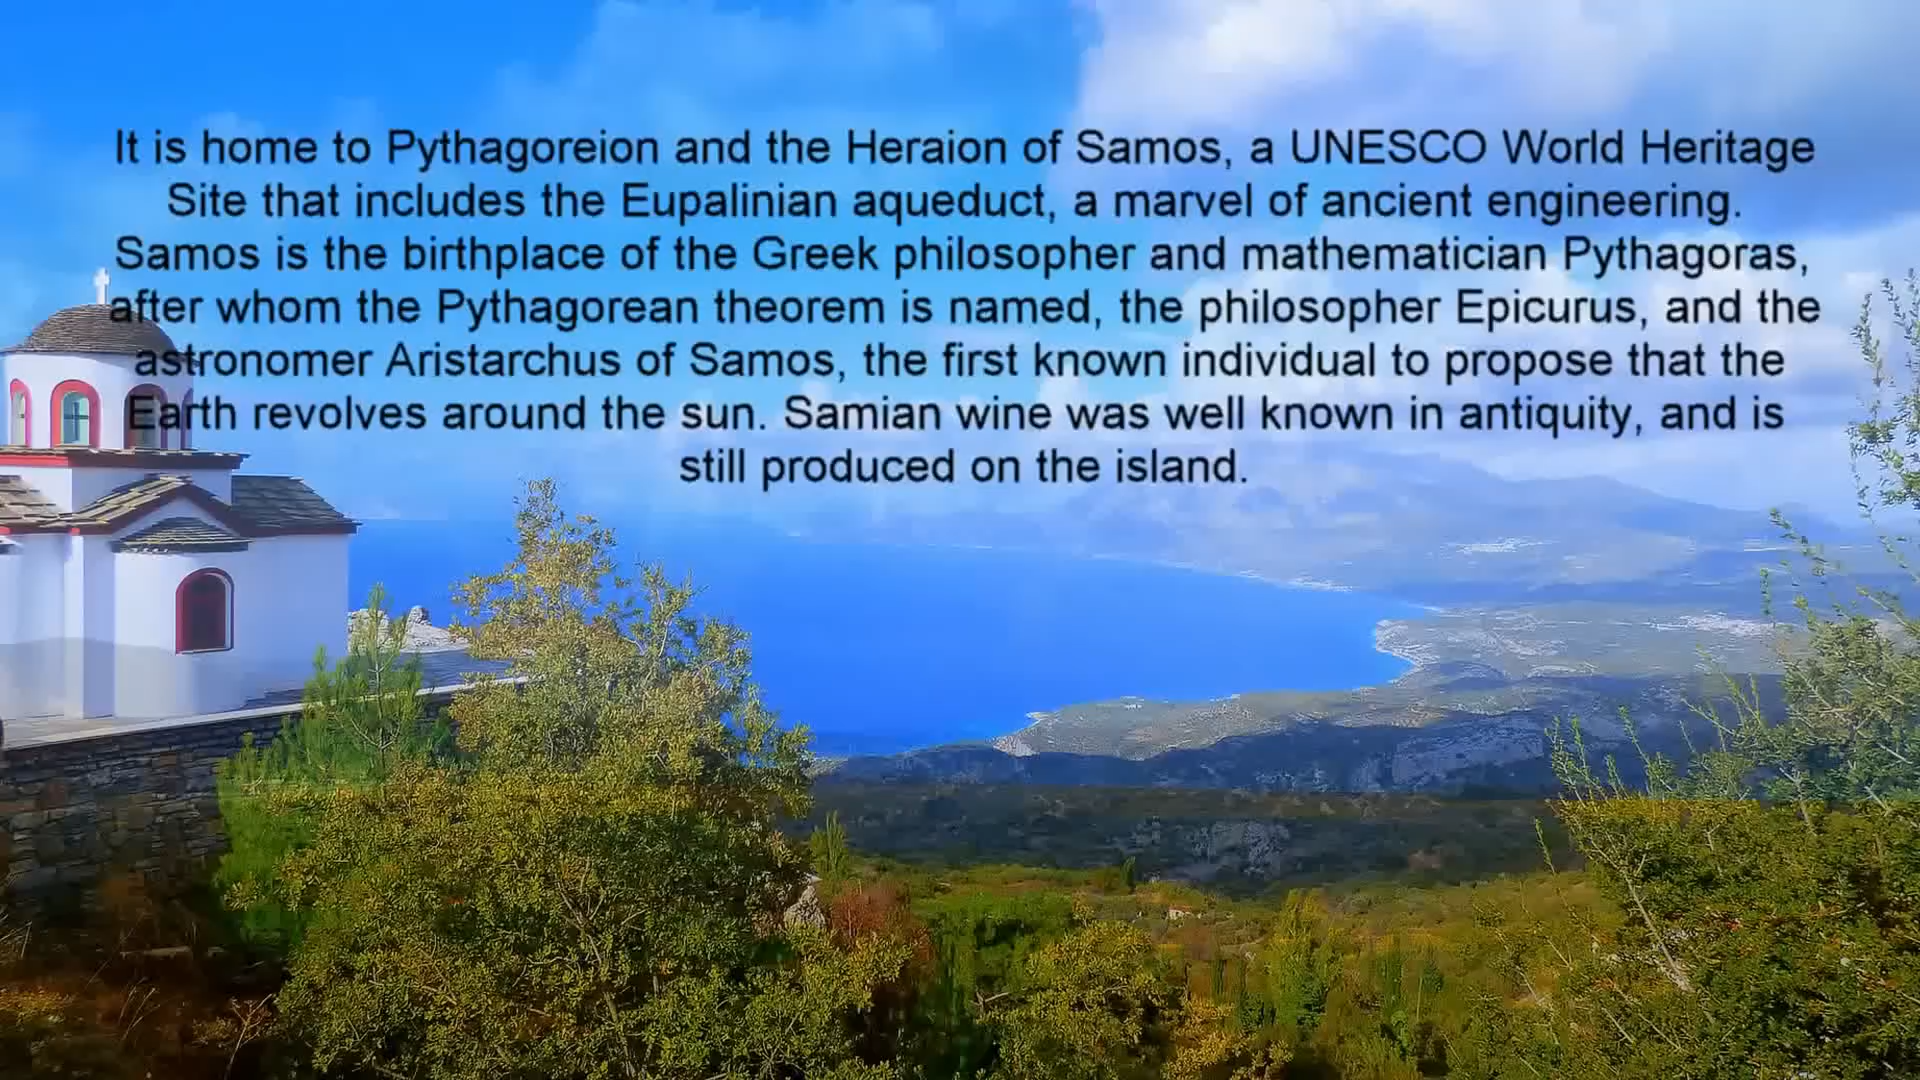 It is home to Pythagoreion and the Heraion of Samos, a UNESCO World Heritage
Site that includes the Eupalinian aqueduct, a marvel of ancient engineering.
Samos is the birthplace of the Greek philosopher and mathematician Pythagoras,
after whom the Pythagorean theorem is named, the philosopher Epicurus, and the
astronomer Aristarchus of Samos, the first known individual to propose that the
Earth revolves around the sun. Samian wine was well known in antiquity, and is
still produced on the island.